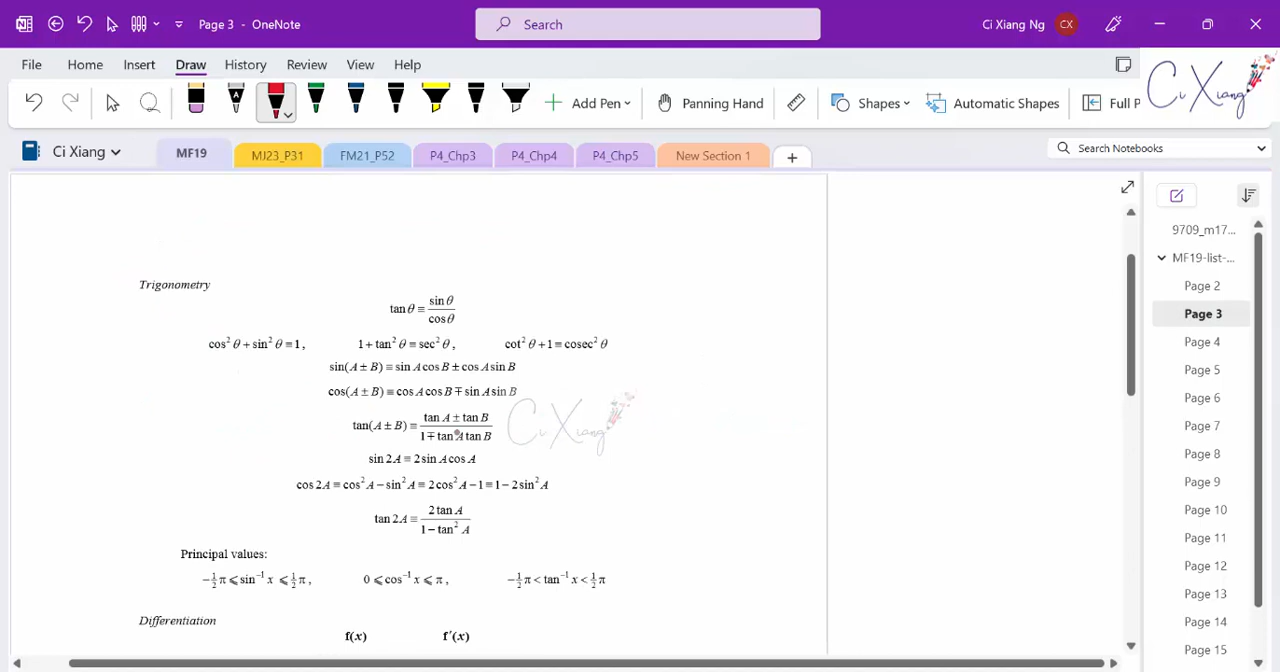 Page 3 - OneNote
Search
Ci Xiang Ng
CX
File Home Insert Draw History Review View Help
Add Pen Panning Hand Shapes Automatic Shapes Full P
Ci Xiang
Ci Xiang MF19 MJ23_P31 FM21_P52 P4_Chp3 P4_Chp4 P4_Chp5 New Section 1 Search Notebooks
Trigonometry
tan θ ≡ sin θ / cos θ
cos² θ + sin² θ ≡ 1, 1 + tan² θ ≡ sec² θ, cot² θ + 1 ≡ cosec² θ
sin(A ± B) ≡ sin A cos B ± cos A sin B
cos(A ± B) ≡ cos A cos B ∓ sin A sin B
tan(A ± B) ≡ (tan A ± tan B) / (1 ∓ tan A tan B)
Ci Xiang
sin 2A ≡ 2 sin A cos A
cos 2A ≡ cos² A − sin² A ≡ 2cos² A − 1 ≡ 1 − 2sin² A
tan 2A ≡ 2 tan A / (1 − tan² A)
Principal values:
−½π ⩽ sin⁻¹ x ⩽ ½π, 0 ⩽ cos⁻¹ x ⩽ π, −½π < tan⁻¹ x < ½π
Differentiation
f(x) f′(x)
9709_m17...
MF19-list-...
Page 2
Page 3
Page 4
Page 5
Page 6
Page 7
Page 8
Page 9
Page 10
Page 11
Page 12
Page 13
Page 14
Page 15